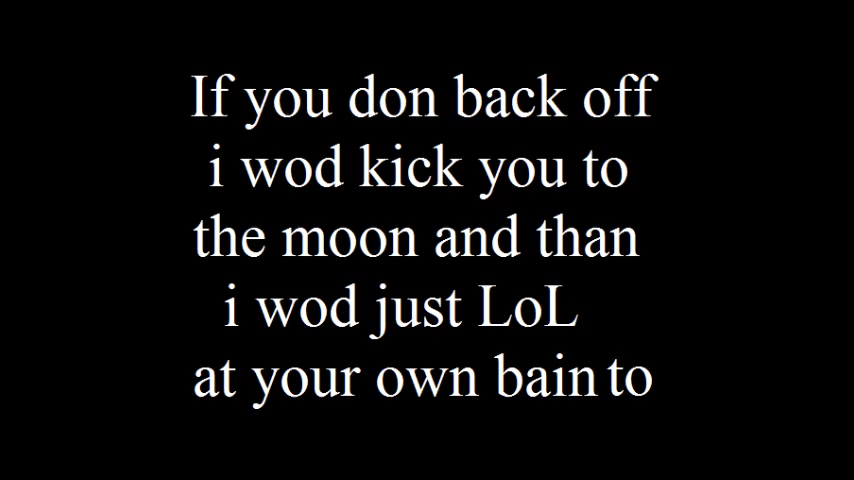 If you don back off
i wod kick you to
the moon and than
i wod just LoL
at your own bain to